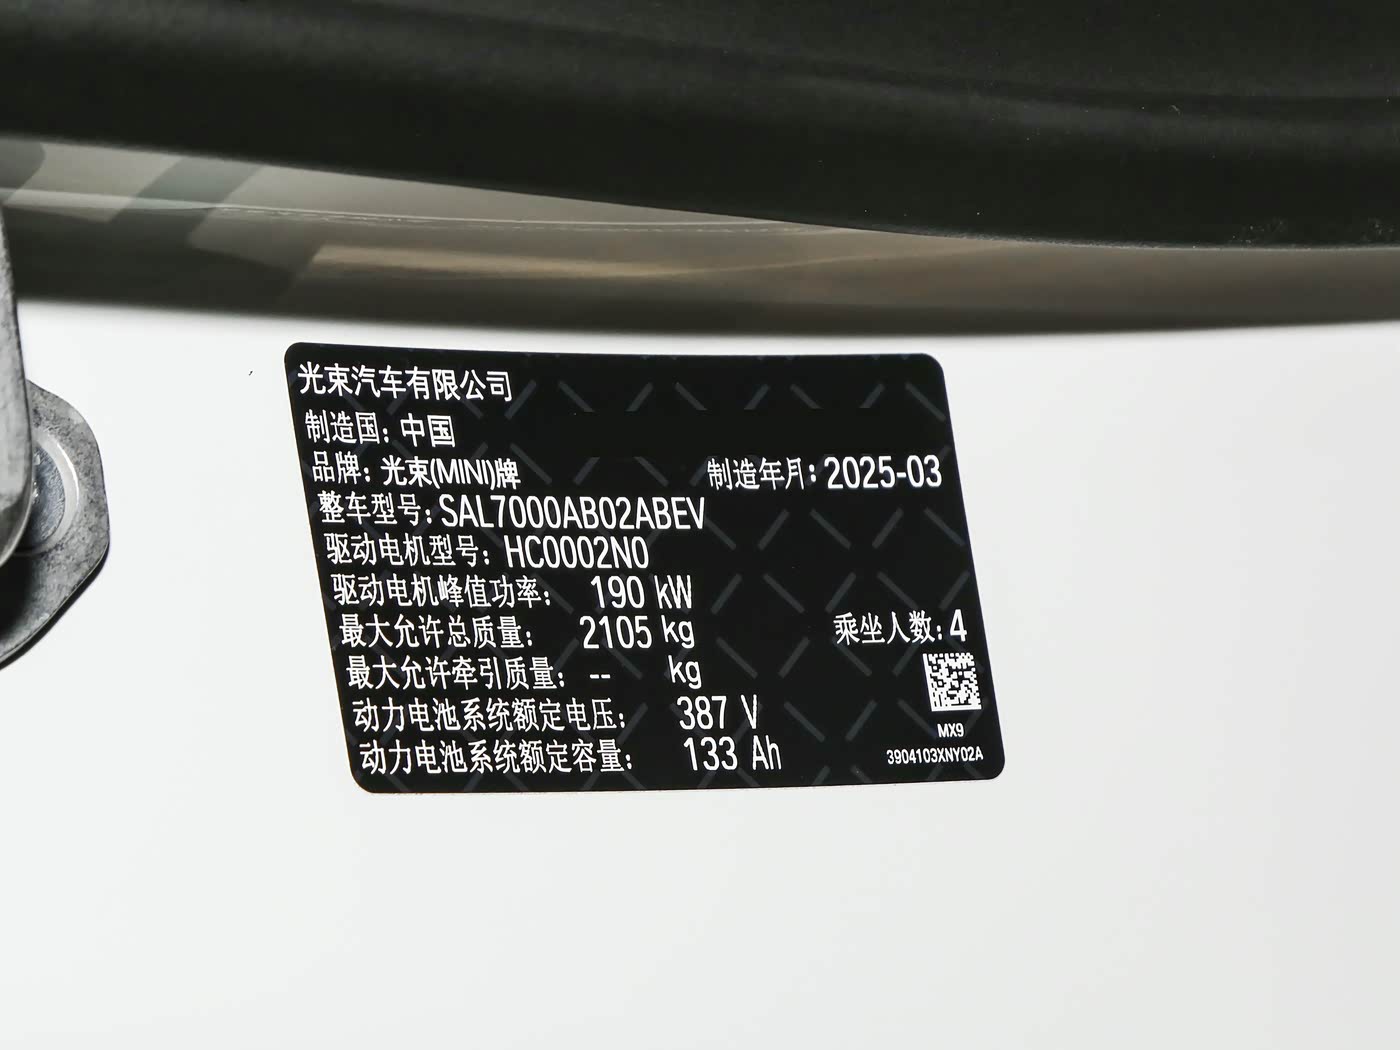 光束汽车有限公司
制造国：中国
品牌：光束(MINI)牌 制造年月：2025-03
整车型号：SAL7000AB02ABEV
驱动电机型号：HC0002N0
驱动电机峰值功率： 190 kW
最大允许总质量： 2105 kg 乘坐人数：4
最大允许牵引质量： -- kg
动力电池系统额定电压： 387 V
MX9
动力电池系统额定容量： 133 Ah
3904103XNY02A